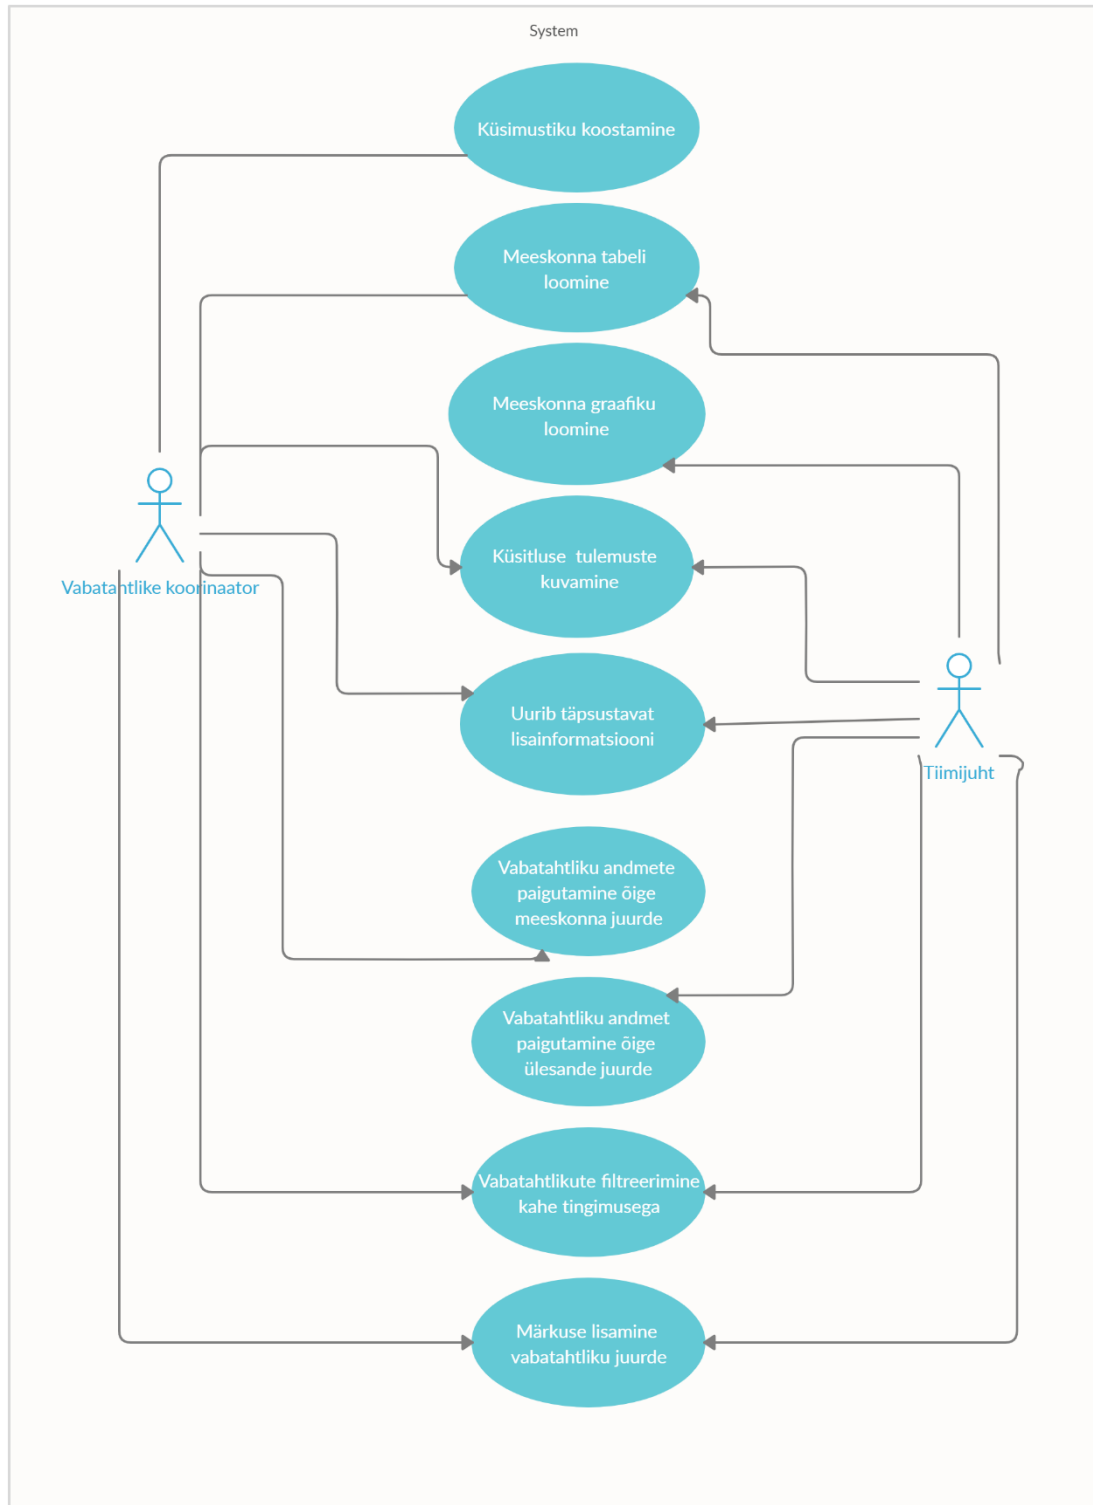 System
Küsimustiku koostamine
Meeskonna tabeli
loomine
Meeskonna graafiku
loomine
Küsitluse tulemuste
kuvamine
Vabatahtlike koorinaator
Uurib täpsustavat
lisainformatsiooni
Tiimijuht
Vabatahtliku andmete
paigutamine õige
meeskonna juurde
Vabatahtliku andmet
paigutamine õige
ülesande juurde
Vabatahtlikute filtreerimine
kahe tingimusega
Märkuse lisamine
vabatahtliku juurde